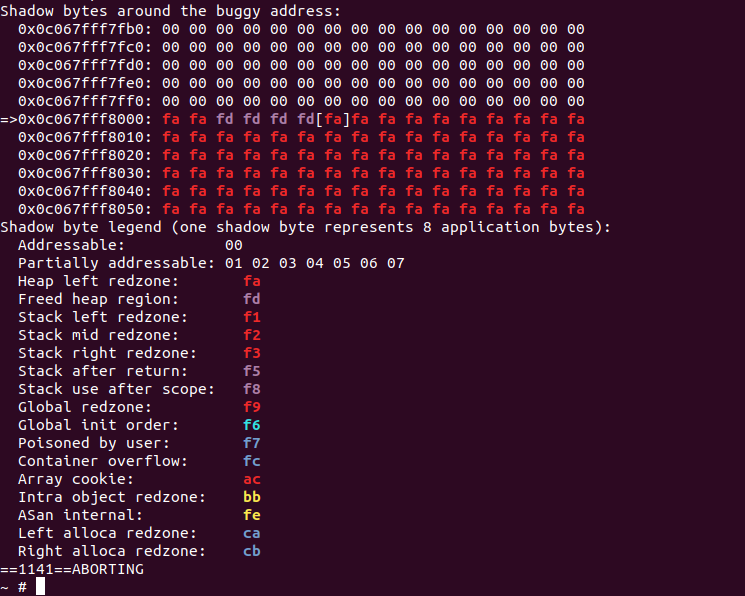 Shadow bytes around the buggy address:
  0x0c067fff7fb0: 00 00 00 00 00 00 00 00 00 00 00 00 00 00 00 00
  0x0c067fff7fc0: 00 00 00 00 00 00 00 00 00 00 00 00 00 00 00 00
  0x0c067fff7fd0: 00 00 00 00 00 00 00 00 00 00 00 00 00 00 00 00
  0x0c067fff7fe0: 00 00 00 00 00 00 00 00 00 00 00 00 00 00 00 00
  0x0c067fff7ff0: 00 00 00 00 00 00 00 00 00 00 00 00 00 00 00 00
=>0x0c067fff8000: fa fa fd fd fd fd[fa]fa fa fa fa fa fa fa fa fa
  0x0c067fff8010: fa fa fa fa fa fa fa fa fa fa fa fa fa fa fa fa
  0x0c067fff8020: fa fa fa fa fa fa fa fa fa fa fa fa fa fa fa fa
  0x0c067fff8030: fa fa fa fa fa fa fa fa fa fa fa fa fa fa fa fa
  0x0c067fff8040: fa fa fa fa fa fa fa fa fa fa fa fa fa fa fa fa
  0x0c067fff8050: fa fa fa fa fa fa fa fa fa fa fa fa fa fa fa fa
Shadow byte legend (one shadow byte represents 8 application bytes):
  Addressable:           00
  Partially addressable: 01 02 03 04 05 06 07
  Heap left redzone:       fa
  Freed heap region:       fd
  Stack left redzone:      f1
  Stack mid redzone:       f2
  Stack right redzone:     f3
  Stack after return:      f5
  Stack use after scope:   f8
  Global redzone:          f9
  Global init order:       f6
  Poisoned by user:        f7
  Container overflow:      fc
  Array cookie:            ac
  Intra object redzone:    bb
  ASan internal:           fe
  Left alloca redzone:     ca
  Right alloca redzone:    cb
==1141==ABORTING
~ #